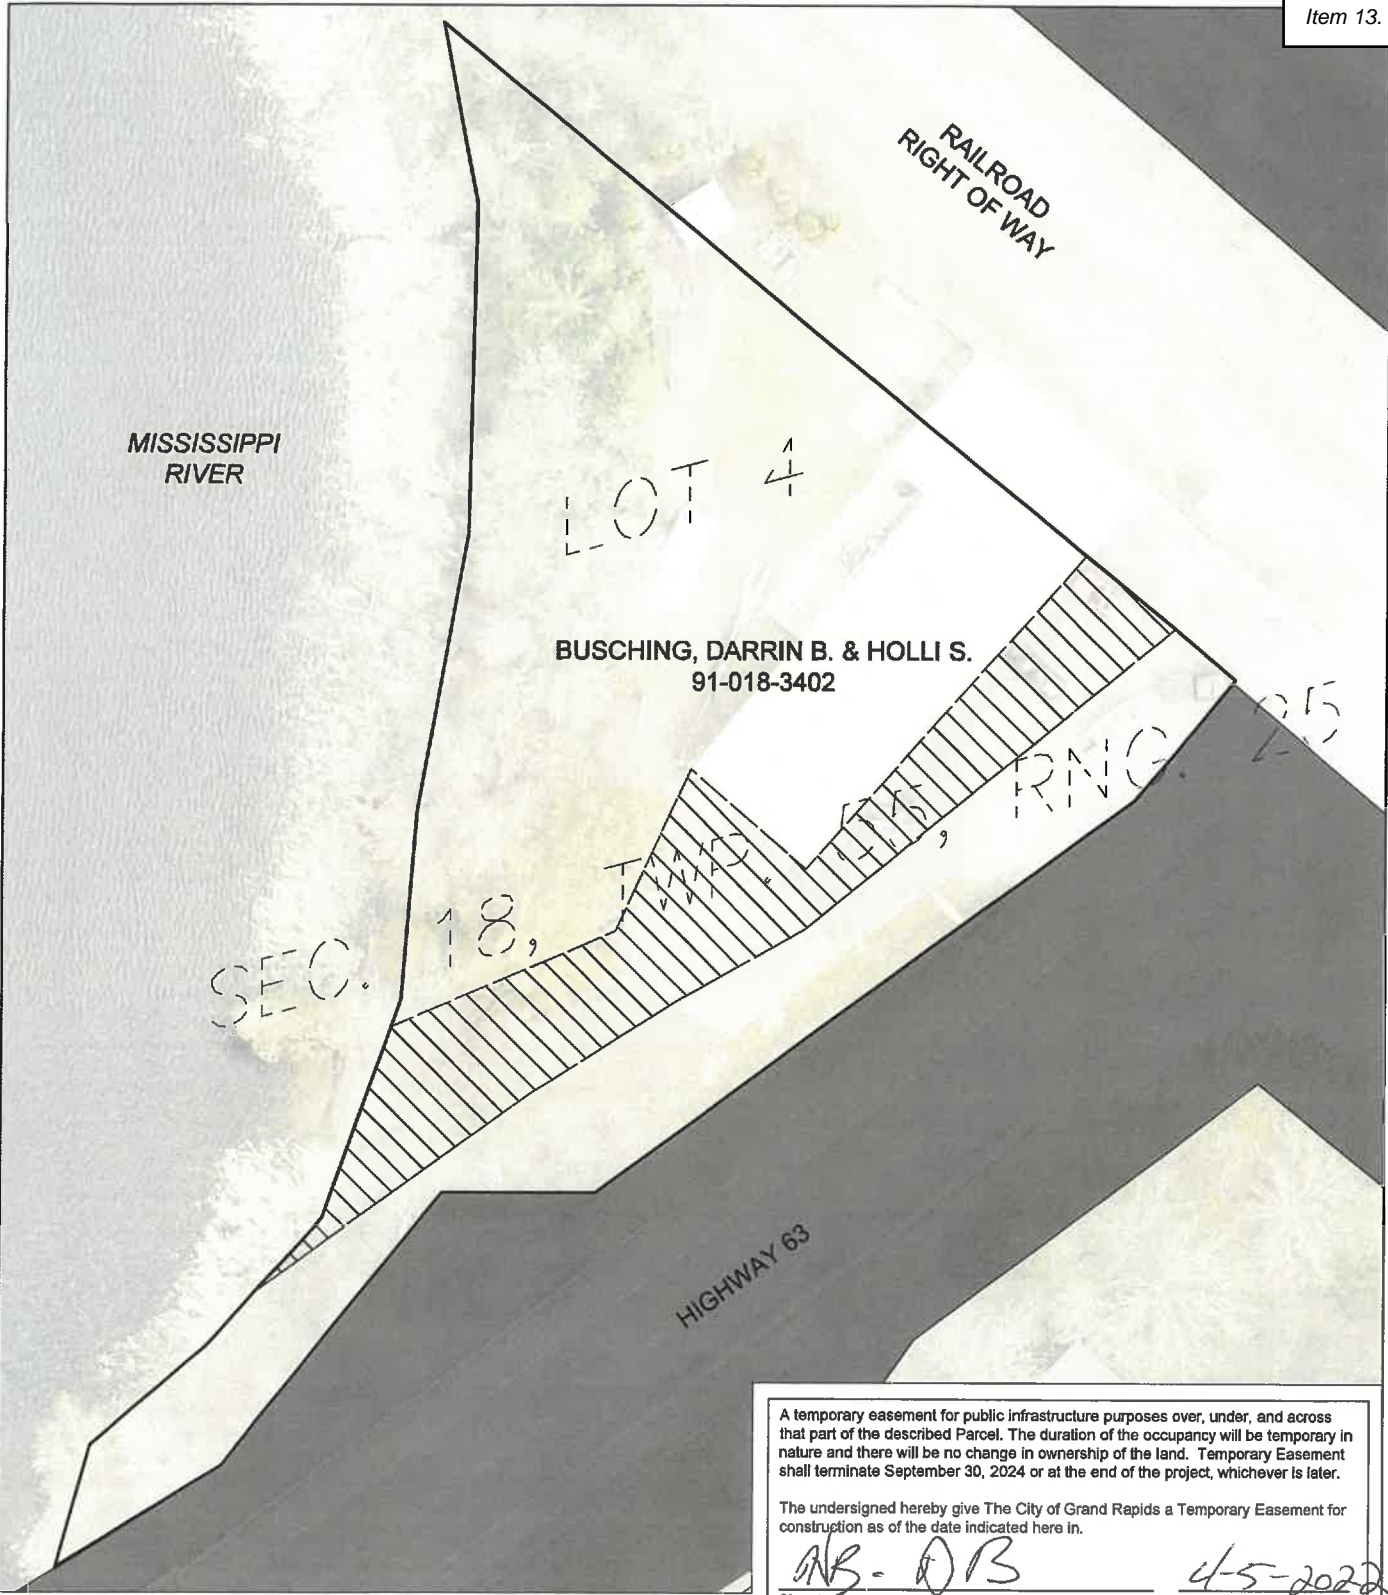 Item 13.
RAILROAD
RIGHT OF WAY
MISSISSIPPI
RIVER
LOT 4
BUSCHING, DARRIN B. & HOLLI S.
91-018-3402
SEC. 18, TWP. 55, RNG. 25
HIGHWAY 63
A temporary easement for public infrastructure purposes over, under, and across
that part of the described Parcel. The duration of the occupancy will be temporary in
nature and there will be no change in ownership of the land. Temporary Easement
shall terminate September 30, 2024 or at the end of the project, whichever is later.
The undersigned hereby give The City of Grand Rapids a Temporary Easement for
construction as of the date indicated here in.
4-5-2022